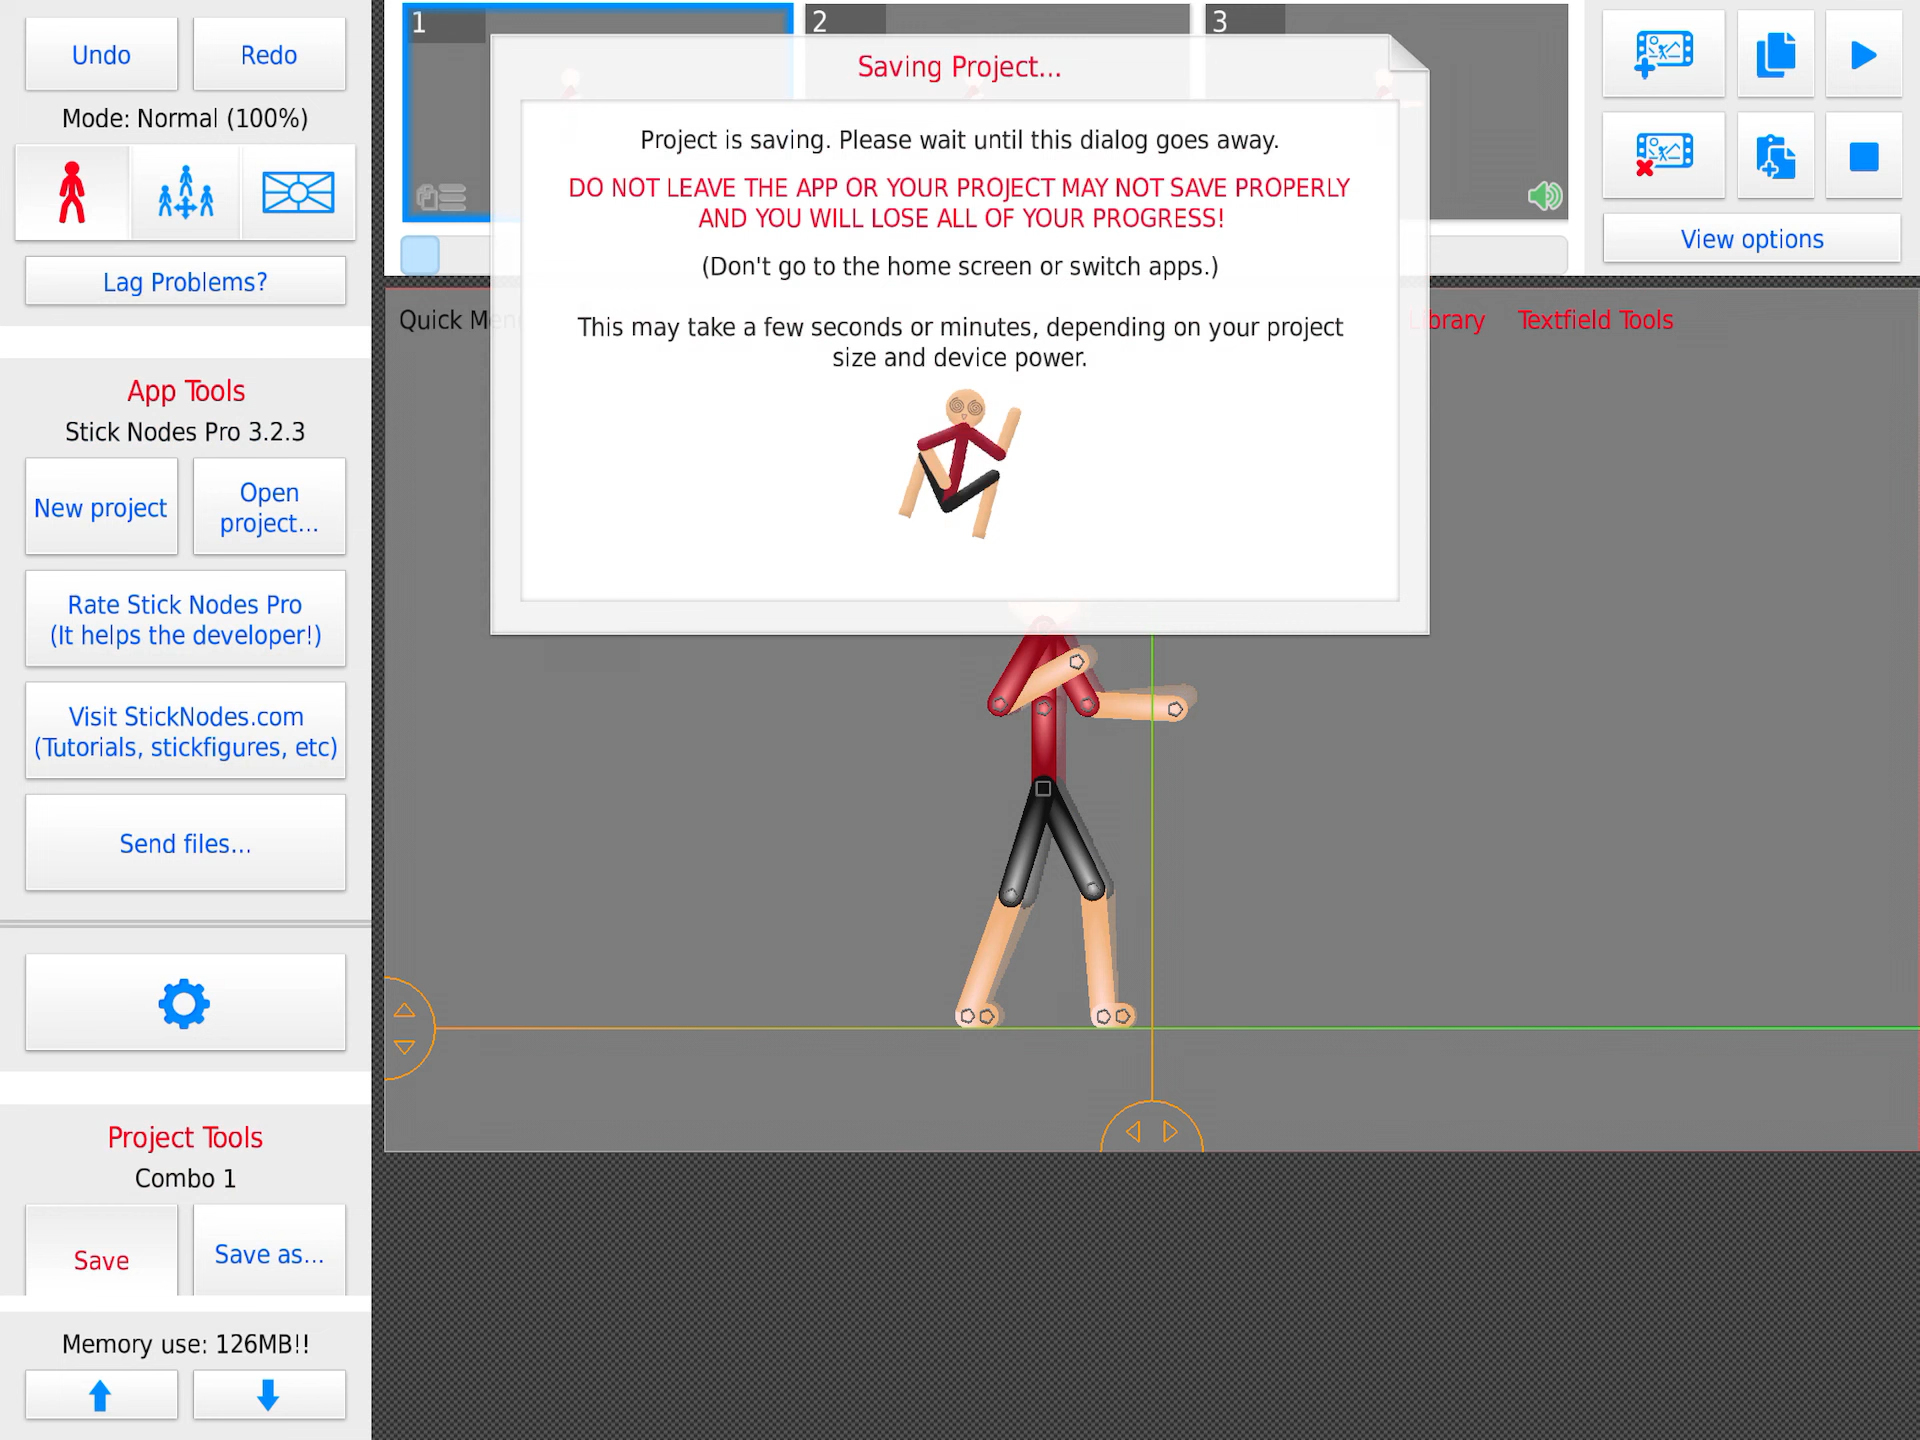 Undo
Redo
Mode: Normal (100%)
Lag Problems?
App Tools
Stick Nodes Pro 3.2.3
New project
Open
project...
Rate Stick Nodes Pro
(It helps the developer!)
Visit StickNodes.com
(Tutorials, stickfigures, etc)
Send files...
Project Tools
Combo 1
Save
Save as...
Memory use: 126MB!!
1
2
3
Saving Project...
Project is saving. Please wait until this dialog goes away.
DO NOT LEAVE THE APP OR YOUR PROJECT MAY NOT SAVE PROPERLY
AND YOU WILL LOSE ALL OF YOUR PROGRESS!
(Don't go to the home screen or switch apps.)
This may take a few seconds or minutes, depending on your project
size and device power.
View options
Quick Menu
Library
Textfield Tools